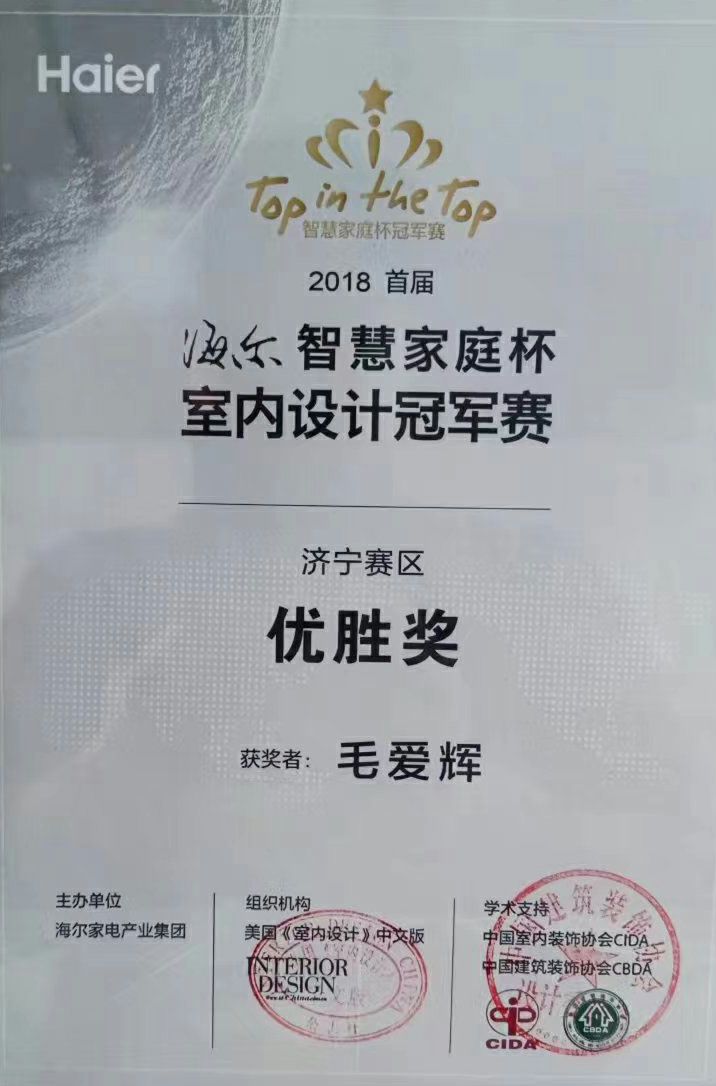 Haier
Top in the Top
智慧家庭杯冠军赛
2018 首届
海尔 智慧家庭杯
室内设计冠军赛
济宁赛区
优胜奖
获奖者： 毛爱辉
主办单位
海尔家电产业集团
组织机构
美国《室内设计》中文版
INTERIOR
DESIGN
学术支持
中国室内装饰协会CIDA
中国建筑装饰协会CBDA
CIDA
CBDA